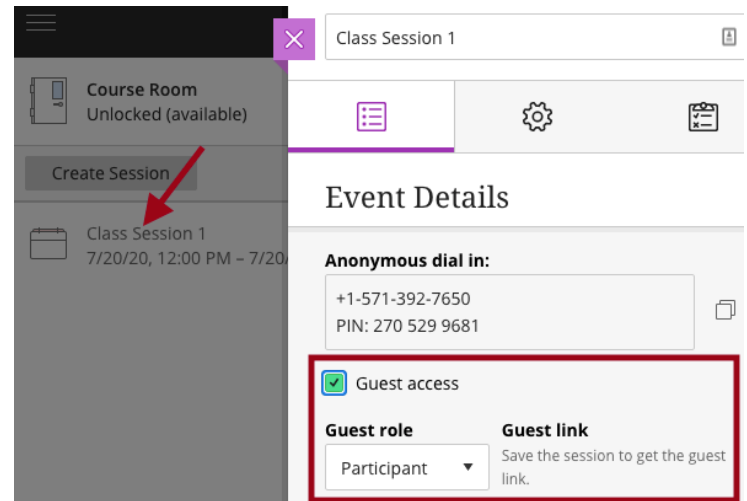 Course Room
Unlocked (available)
Create Session
Class Session 1
7/20/20, 12:00 PM – 7/20/
Class Session 1
Event Details
Anonymous dial in:
+1-571-392-7650
PIN: 270 529 9681
Guest access
Guest role
Participant
Guest link
Save the session to get the guest
link.